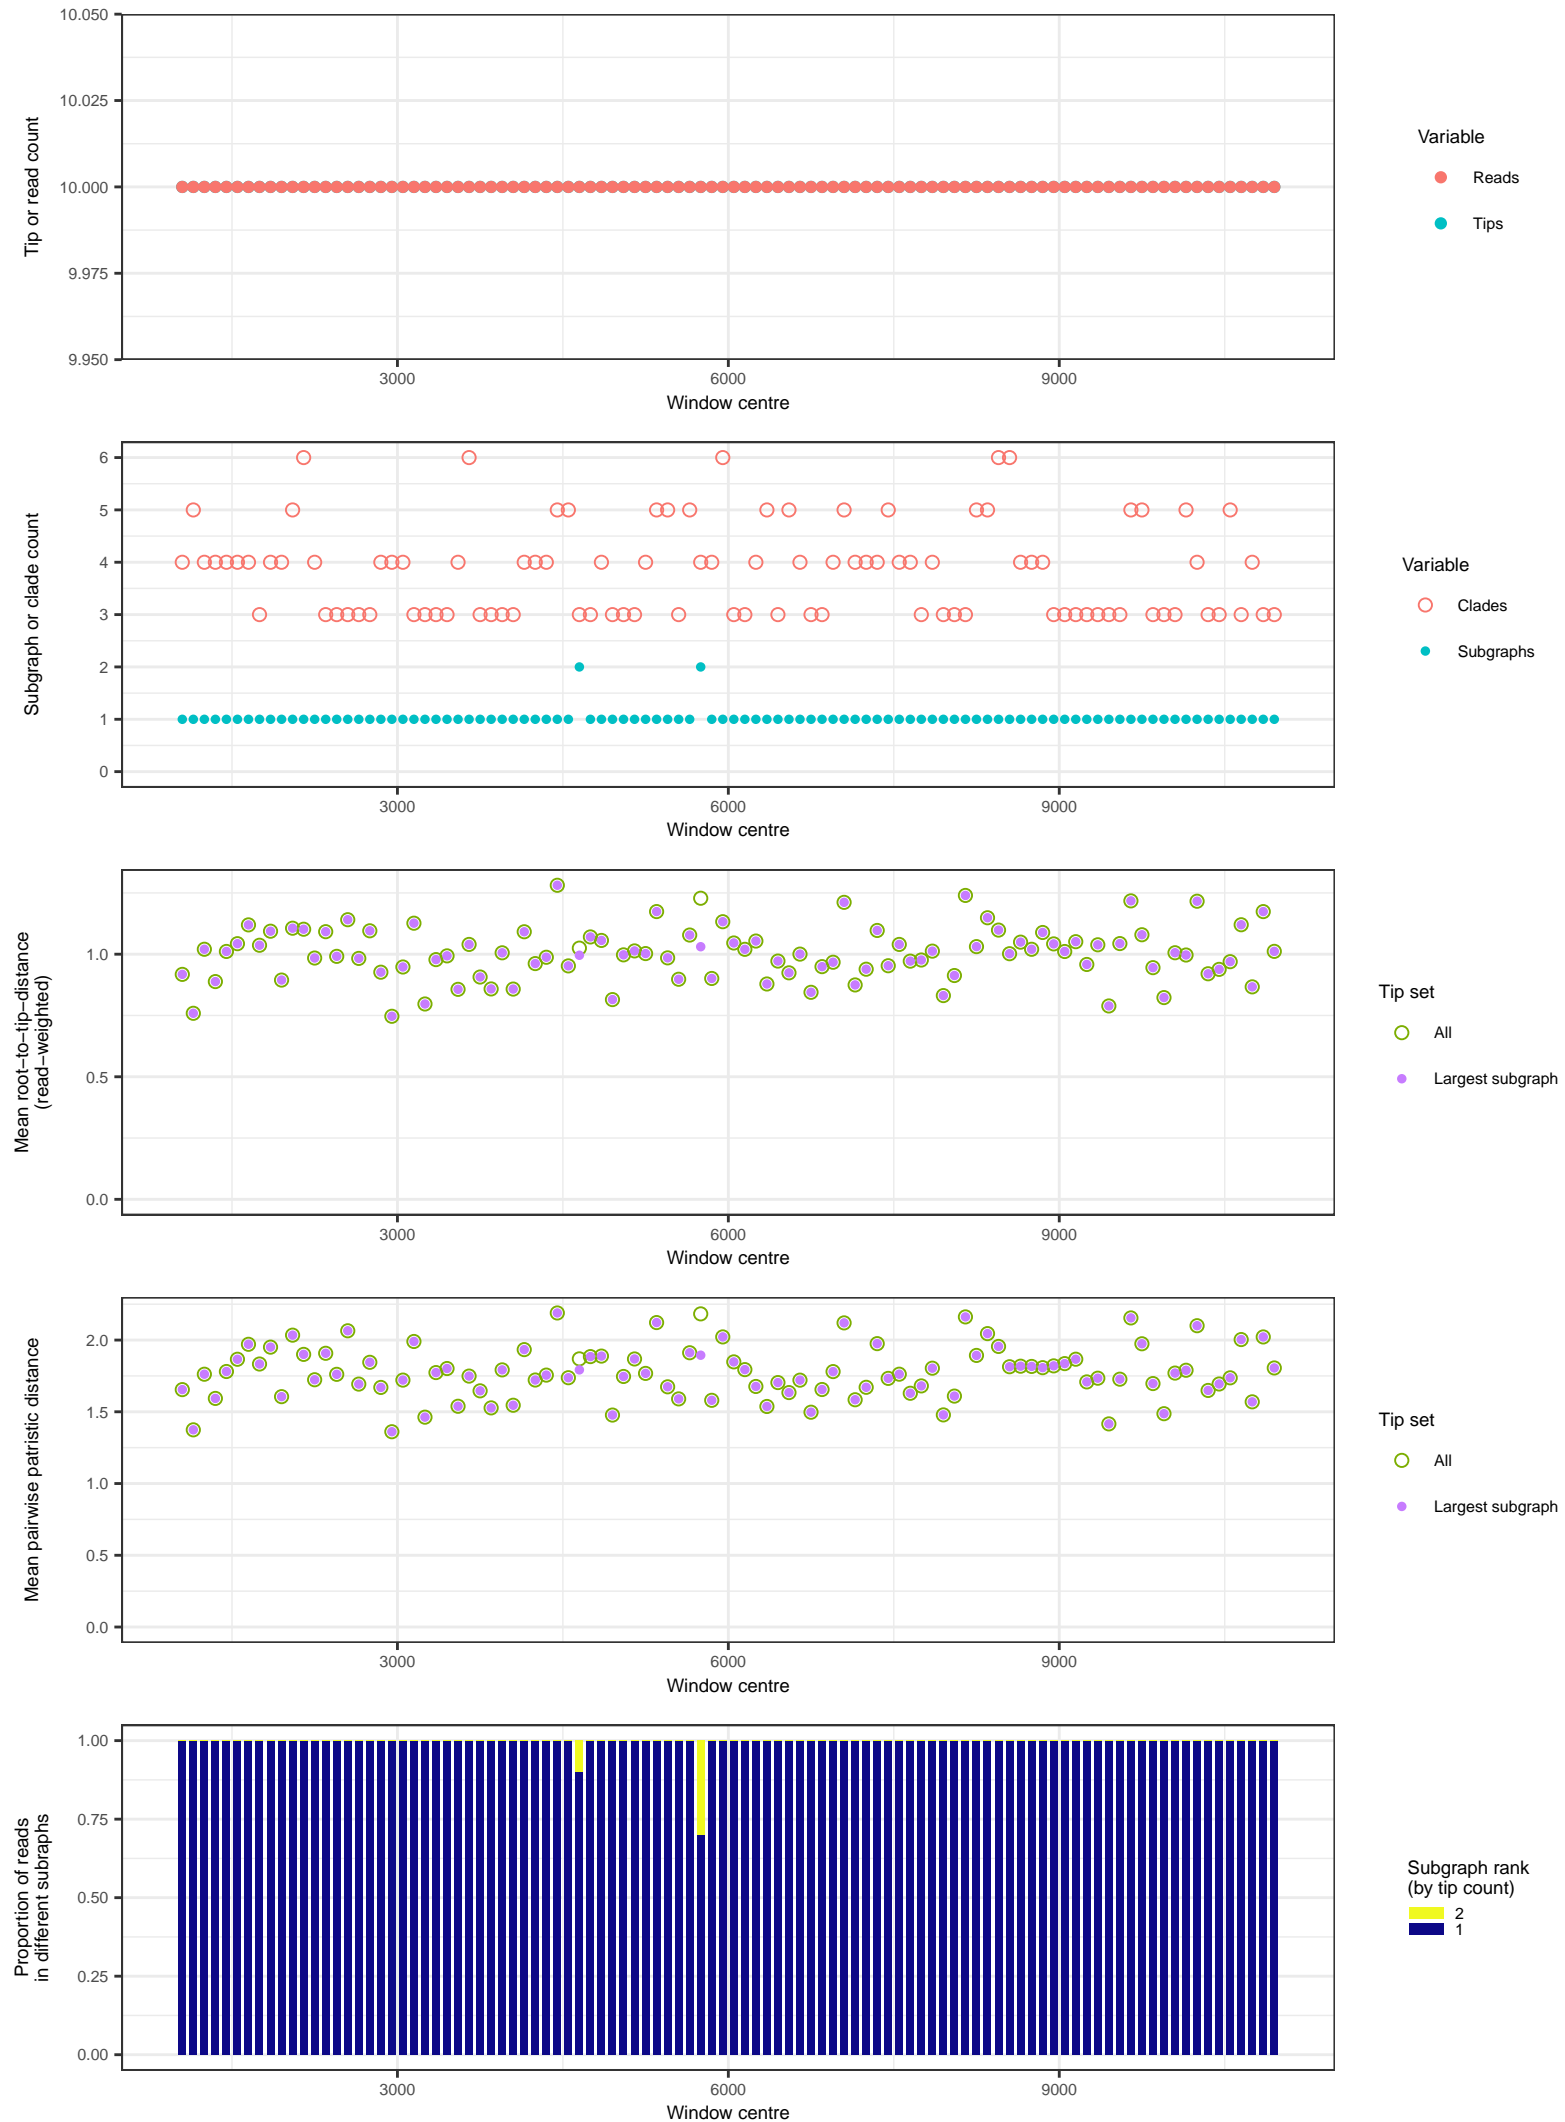 10.050
10.025
10.000
9.975
9.950
Tip or read count
3000
6000
9000
Window centre
Variable
Reads
Tips
6
5
4
3
2
1
0
Subgraph or clade count
3000
6000
9000
Window centre
Variable
Clades
Subgraphs
1.0
0.5
0.0
Mean root−to−tip−distance
(read−weighted)
3000
6000
9000
Window centre
Tip set
All
Largest subgraph
2.0
1.5
1.0
0.5
0.0
Mean pairwise patristic distance
3000
6000
9000
Window centre
Tip set
All
Largest subgraph
1.00
0.75
0.50
0.25
0.00
Proportion of reads
in different subraphs
3000
6000
9000
Window centre
Subgraph rank
(by tip count)
2
1